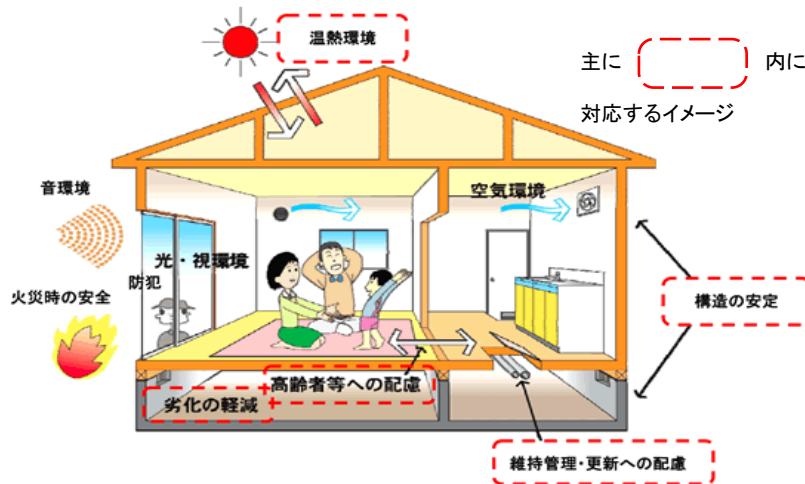 温熱環境
主に 内に
対応するイメージ
音環境
空気環境
光・視環境
防犯
火災時の安全
構造の安定
高齢者等への配慮
劣化の軽減
維持管理・更新への配慮